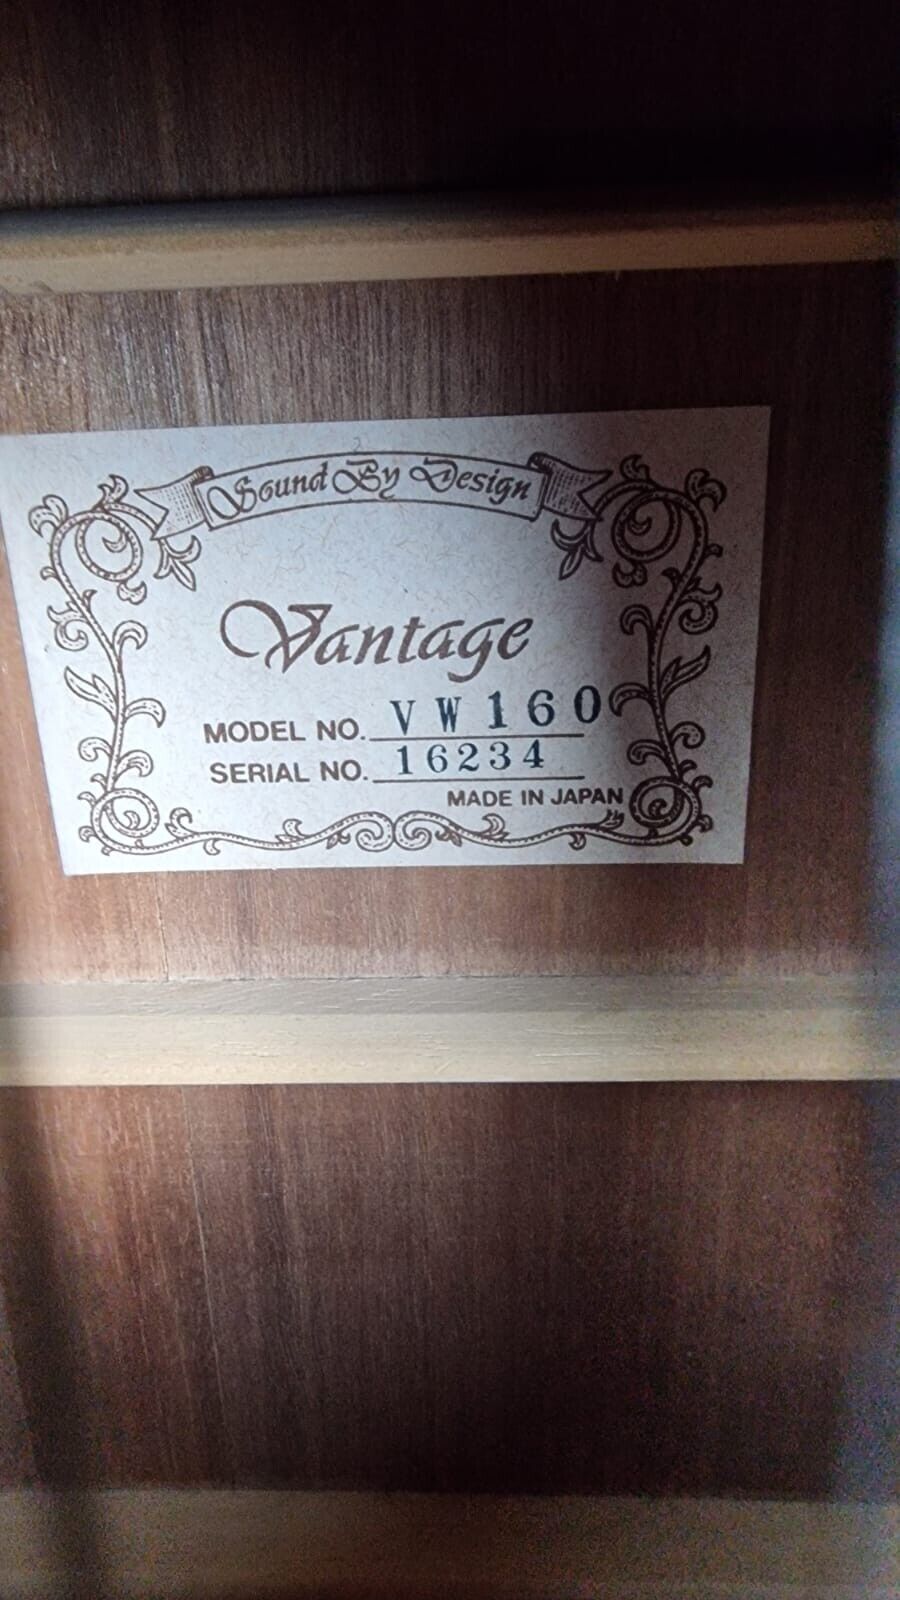 Sound By Design
Vantage
MODEL NO. VW160
SERIAL NO. 16234
MADE IN JAPAN